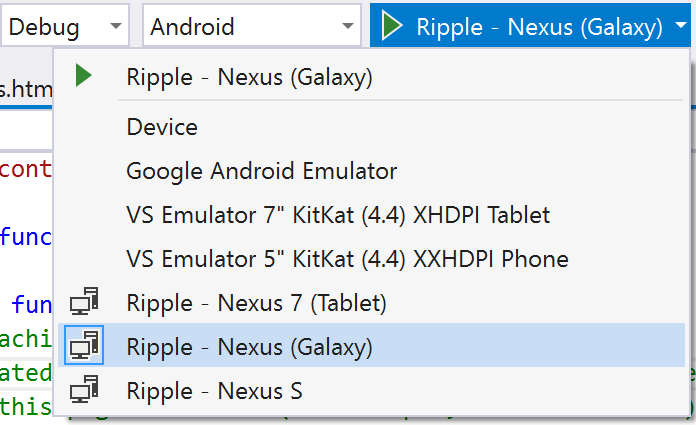 Debug
Android
Ripple - Nexus (Galaxy)
s.htm
Ripple - Nexus (Galaxy)
Device
cont
Google Android Emulator
VS Emulator 7" KitKat (4.4) XHDPI Tablet
func
VS Emulator 5" KitKat (4.4) XXHDPI Phone
fun
Ripple - Nexus 7 (Tablet)
achi
Ripple - Nexus (Galaxy)
ated
Ripple - Nexus S
this